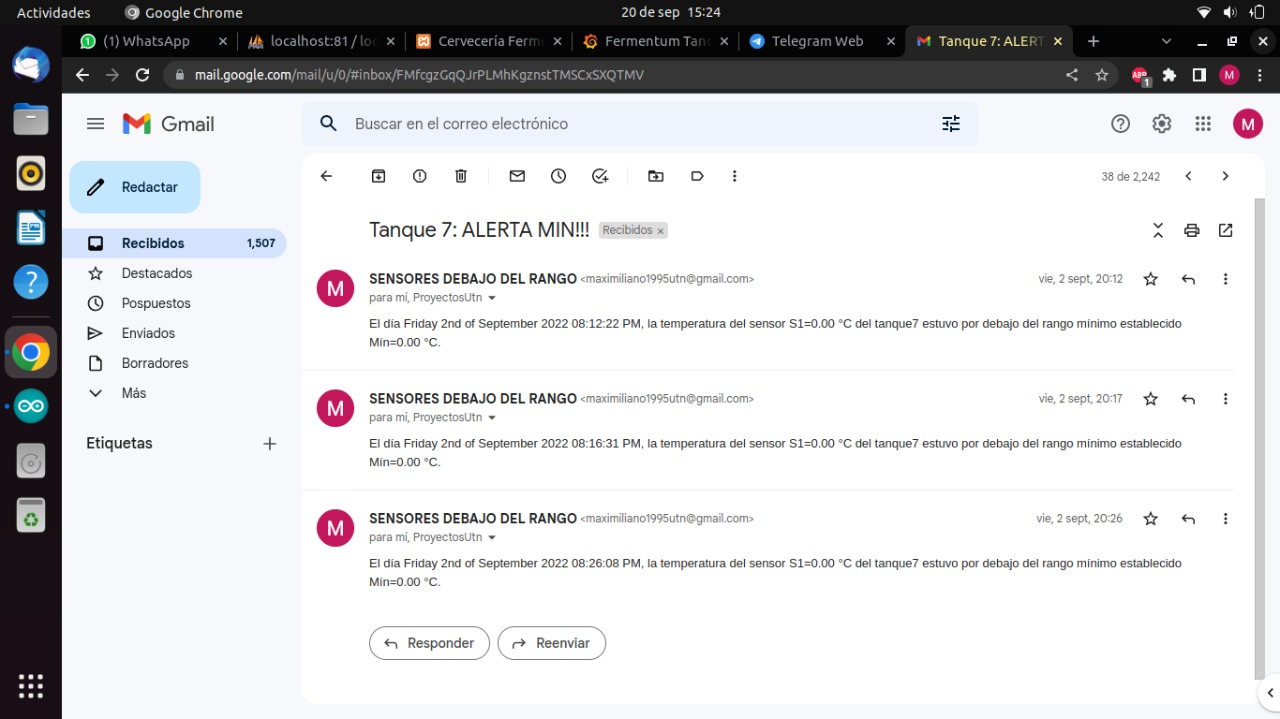 Actividades
Google Chrome
20 de sep 15:24
(1) WhatsApp
localhost:81 / loc
Cervecería Ferme
Fermentum Tand
Telegram Web
Tanque 7: ALERT
mail.google.com/mail/u/0/#inbox/FMfcgzGqQJrPLMhKgznstTMSCxSXQTMV
ABP
1
M
Gmail
Buscar en el correo electrónico
M
Redactar
38 de 2,242
Recibidos 1,507
Destacados
Pospuestos
Enviados
Borradores
Más
Etiquetas
Tanque 7: ALERTA MIN!!! Recibidos x
M
SENSORES DEBAJO DEL RANGO <maximiliano1995utn@gmail.com> vie, 2 sept, 20:12
para mí, ProyectosUtn
El día Friday 2nd of September 2022 08:12:22 PM, la temperatura del sensor S1=0.00 °C del tanque7 estuvo por debajo del rango mínimo establecido
Mín=0.00 °C.
M
SENSORES DEBAJO DEL RANGO <maximiliano1995utn@gmail.com> vie, 2 sept, 20:17
para mí, ProyectosUtn
El día Friday 2nd of September 2022 08:16:31 PM, la temperatura del sensor S1=0.00 °C del tanque7 estuvo por debajo del rango mínimo establecido
Mín=0.00 °C.
M
SENSORES DEBAJO DEL RANGO <maximiliano1995utn@gmail.com> vie, 2 sept, 20:26
para mí, ProyectosUtn
El día Friday 2nd of September 2022 08:26:08 PM, la temperatura del sensor S1=0.00 °C del tanque7 estuvo por debajo del rango mínimo establecido
Mín=0.00 °C.
Responder
Reenviar